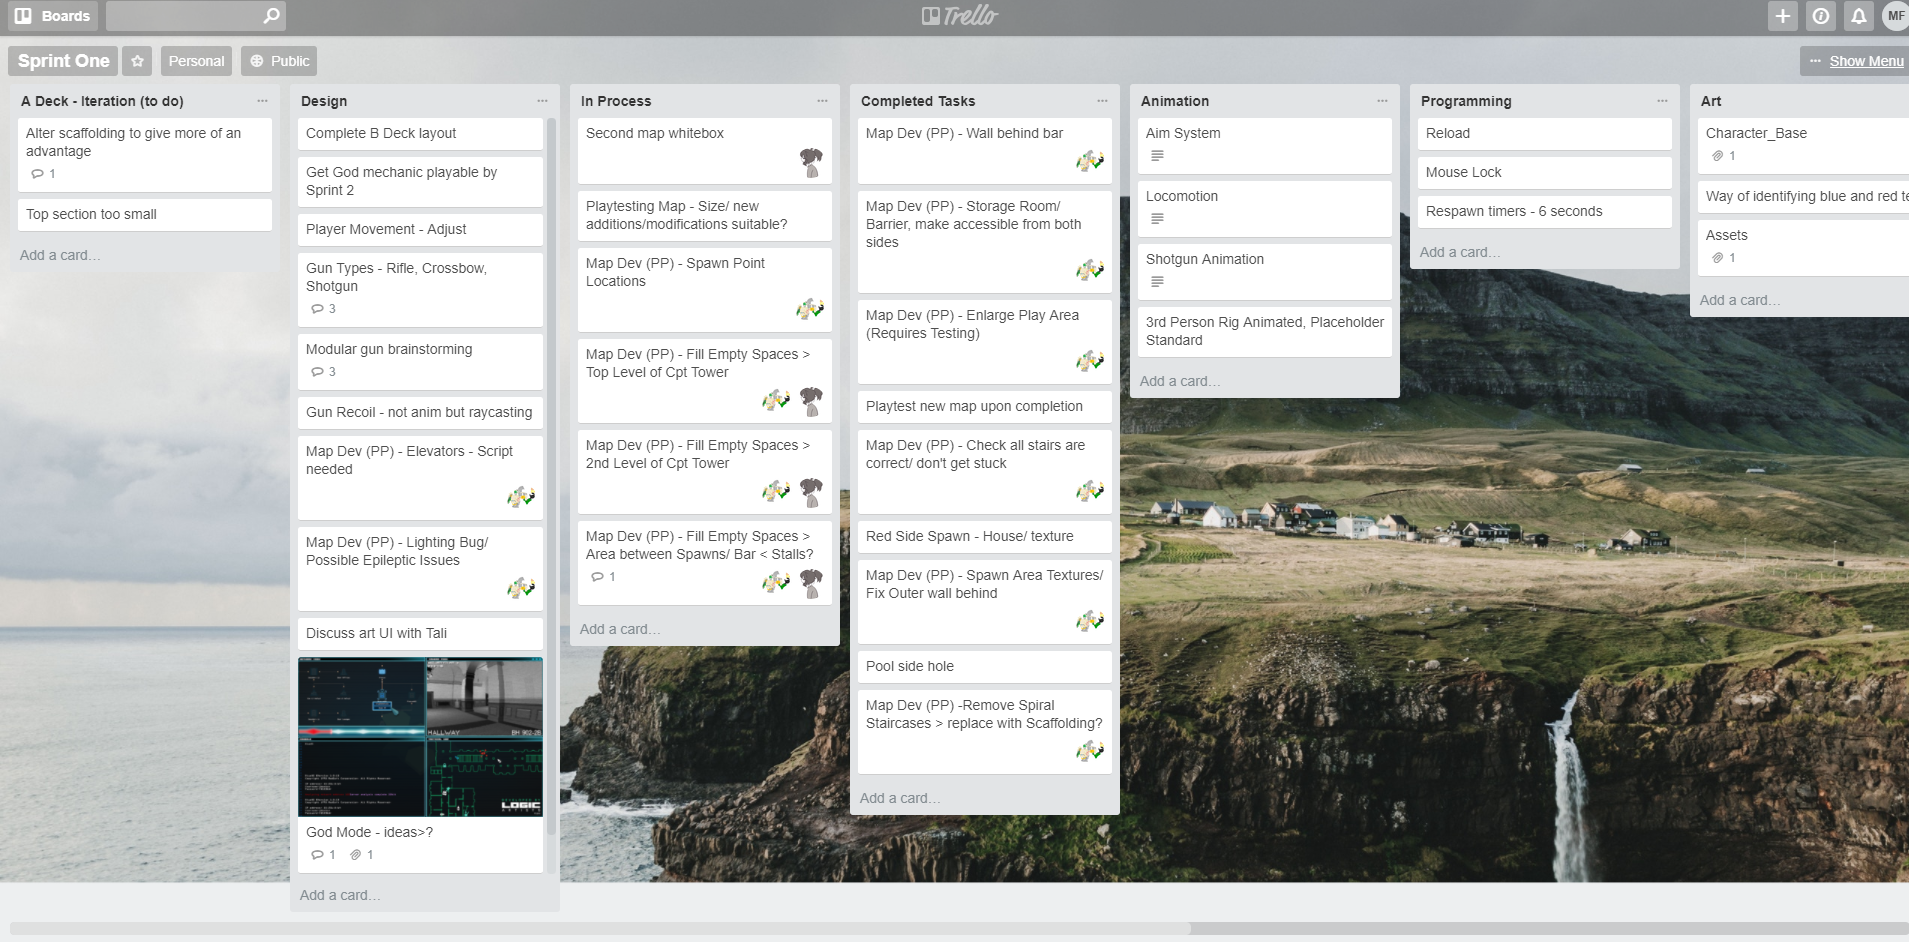 Boards
Trello
MF
Sprint One
Personal
Public
Show Menu
A Deck - Iteration (to do)
Alter scaffolding to give more of an
advantage
1
Top section too small
Add a card…
Design
Complete B Deck layout
Get God mechanic playable by
Sprint 2
Player Movement - Adjust
Gun Types - Rifle, Crossbow,
Shotgun
3
Modular gun brainstorming
3
Gun Recoil - not anim but raycasting
Map Dev (PP) - Elevators - Script
needed
Map Dev (PP) - Lighting Bug/
Possible Epileptic Issues
Discuss art UI with Tali
HALLWAY
LOGIC
God Mode - ideas>?
1 1
Add a card…
In Process
Second map whitebox
Playtesting Map - Size/ new
additions/modifications suitable?
Map Dev (PP) - Spawn Point
Locations
Map Dev (PP) - Fill Empty Spaces >
Top Level of Cpt Tower
Map Dev (PP) - Fill Empty Spaces >
2nd Level of Cpt Tower
Map Dev (PP) - Fill Empty Spaces >
Area between Spawns/ Bar < Stalls?
1
Add a card…
Completed Tasks
Map Dev (PP) - Wall behind bar
Map Dev (PP) - Storage Room/
Barrier, make accessible from both
sides
Map Dev (PP) - Enlarge Play Area
(Requires Testing)
Playtest new map upon completion
Map Dev (PP) - Check all stairs are
correct/ don't get stuck
Red Side Spawn - House/ texture
Map Dev (PP) - Spawn Area Textures/
Fix Outer wall behind
Pool side hole
Map Dev (PP) -Remove Spiral
Staircases > replace with Scaffolding?
Add a card…
Animation
Aim System
Locomotion
Shotgun Animation
3rd Person Rig Animated, Placeholder
Standard
Add a card…
Programming
Reload
Mouse Lock
Respawn timers - 6 seconds
Add a card…
Art
Character_Base
1
Way of identifying blue and red te
Assets
1
Add a card…